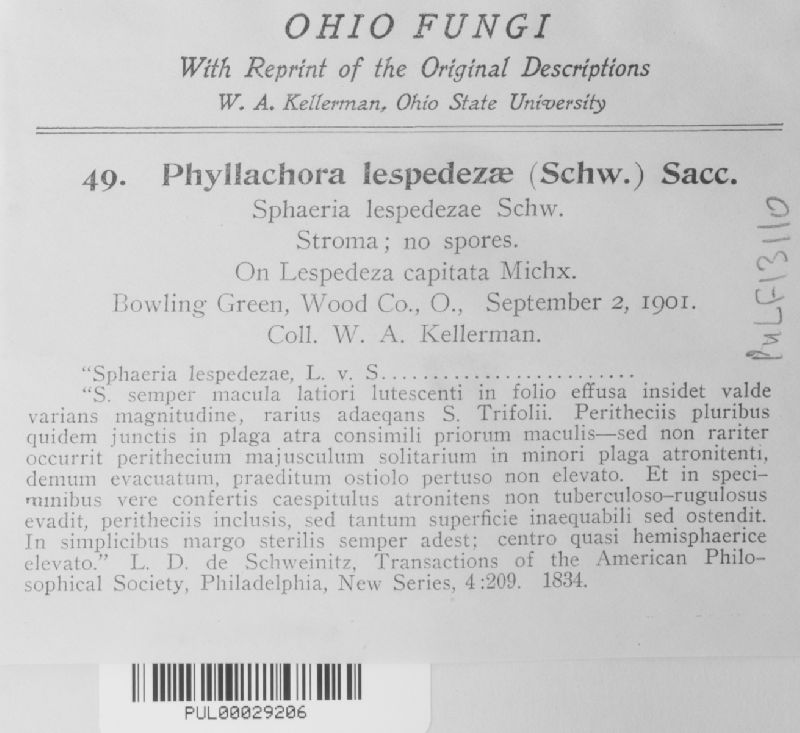 OHIO FUNGI
With Reprint of the Original Descriptions
W. A. Kellerman, Ohio State University
49. Phyllachora lespedezæ (Schw.) Sacc.
Sphaeria lespedezae Schw.
Stroma; no spores.
On Lespedeza capitata Michx.
Bowling Green, Wood Co., O., September 2, 1901.
Coll. W. A. Kellerman.
PULF13110
"Sphaeria lespedezae, L. v. S.........................
"S. semper macula latiori lutescenti in folio effusa insidet valde
varians magnitudine, rarius adaeqans S. Trifolii. Peritheciis pluribus
quidem junctis in plaga atra consimili priorum maculis—sed non rariter
occurrit perithecium majusculum solitarium in minori plaga atronitenti,
demum evacuatum, praeditum ostiolo pertuso non elevato. Et in speci-
minibus vere confertis caespitulus atronitens non tuberculoso-rugulosus
evadit, peritheciis inclusis, sed tantum superficie inaequabili sed ostendit.
In simplicibus margo sterilis semper adest; centro quasi hemisphaerice
elevato." L. D. de Schweinitz, Transactions of the American Philo-
sophical Society, Philadelphia, New Series, 4:209. 1834.
PUL00029206